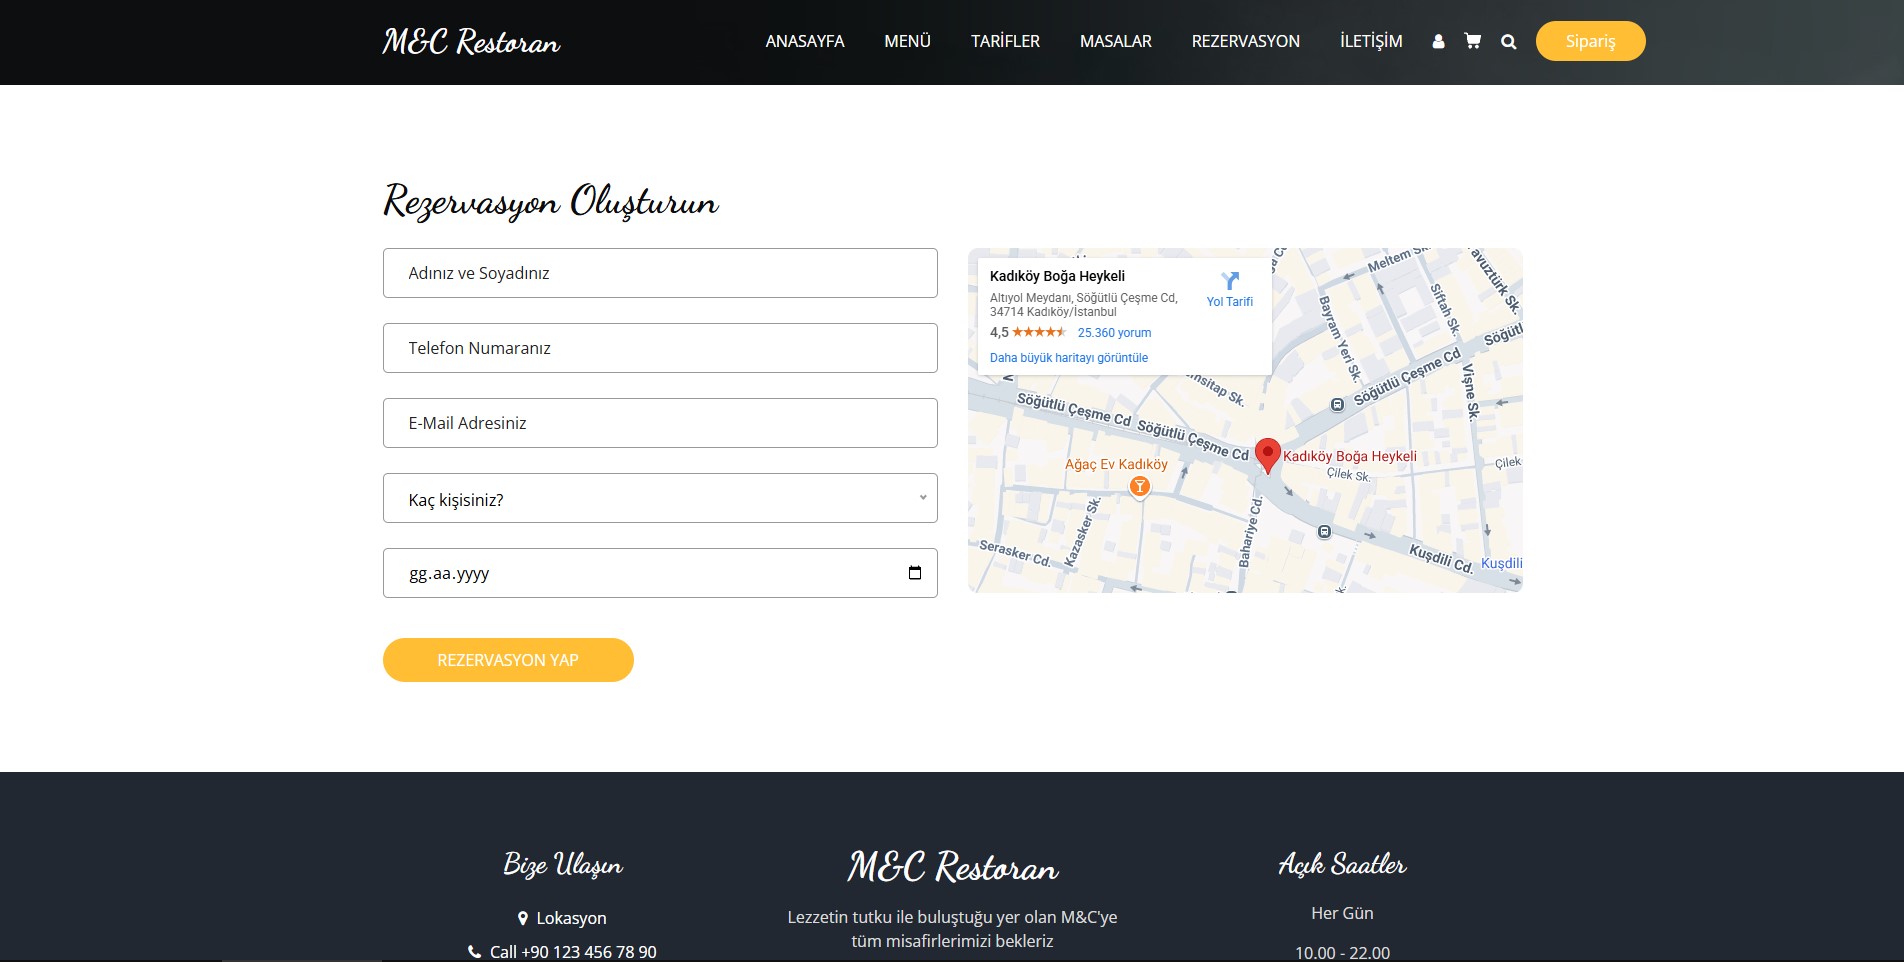 M&C Restoran
ANASAYFA MENÜ TARİFLER MASALAR REZERVASYON İLETİŞİM Sipariş
Rezervasyon Oluşturun
Adınız ve Soyadınız
Telefon Numaranız
E-Mail Adresiniz
Kaç kişisiniz?
gg.aa.yyyy
REZERVASYON YAP
Kadıköy Boğa Heykeli
Altıyol Meydanı, Söğütlü Çeşme Cd,
34714 Kadıköy/İstanbul
4,5 25.360 yorum
Daha büyük haritayı görüntüle
Yol Tarifi
Meltem Sk.
Siftah Sk.
Bayram Yeri Sk.
Söğütlü Çeşme Cd
Vişne Sk.
Söğütlü Çeşme Cd
Söğütlü Çeşme Cd
Ağaç Ev Kadıköy
Kadıköy Boğa Heykeli
Çilek Sk.
Çilek
Kazasker Sk.
Serasker Cd.
Bahariye Cd.
Kuşdili Cd.
Kuşdili
Bize Ulaşın
Lokasyon
Call +90 123 456 78 90
M&C Restoran
Lezzetin tutku ile buluştuğu yer olan M&C'ye
tüm misafirlerimizi bekleriz
Açık Saatler
Her Gün
10.00 - 22.00